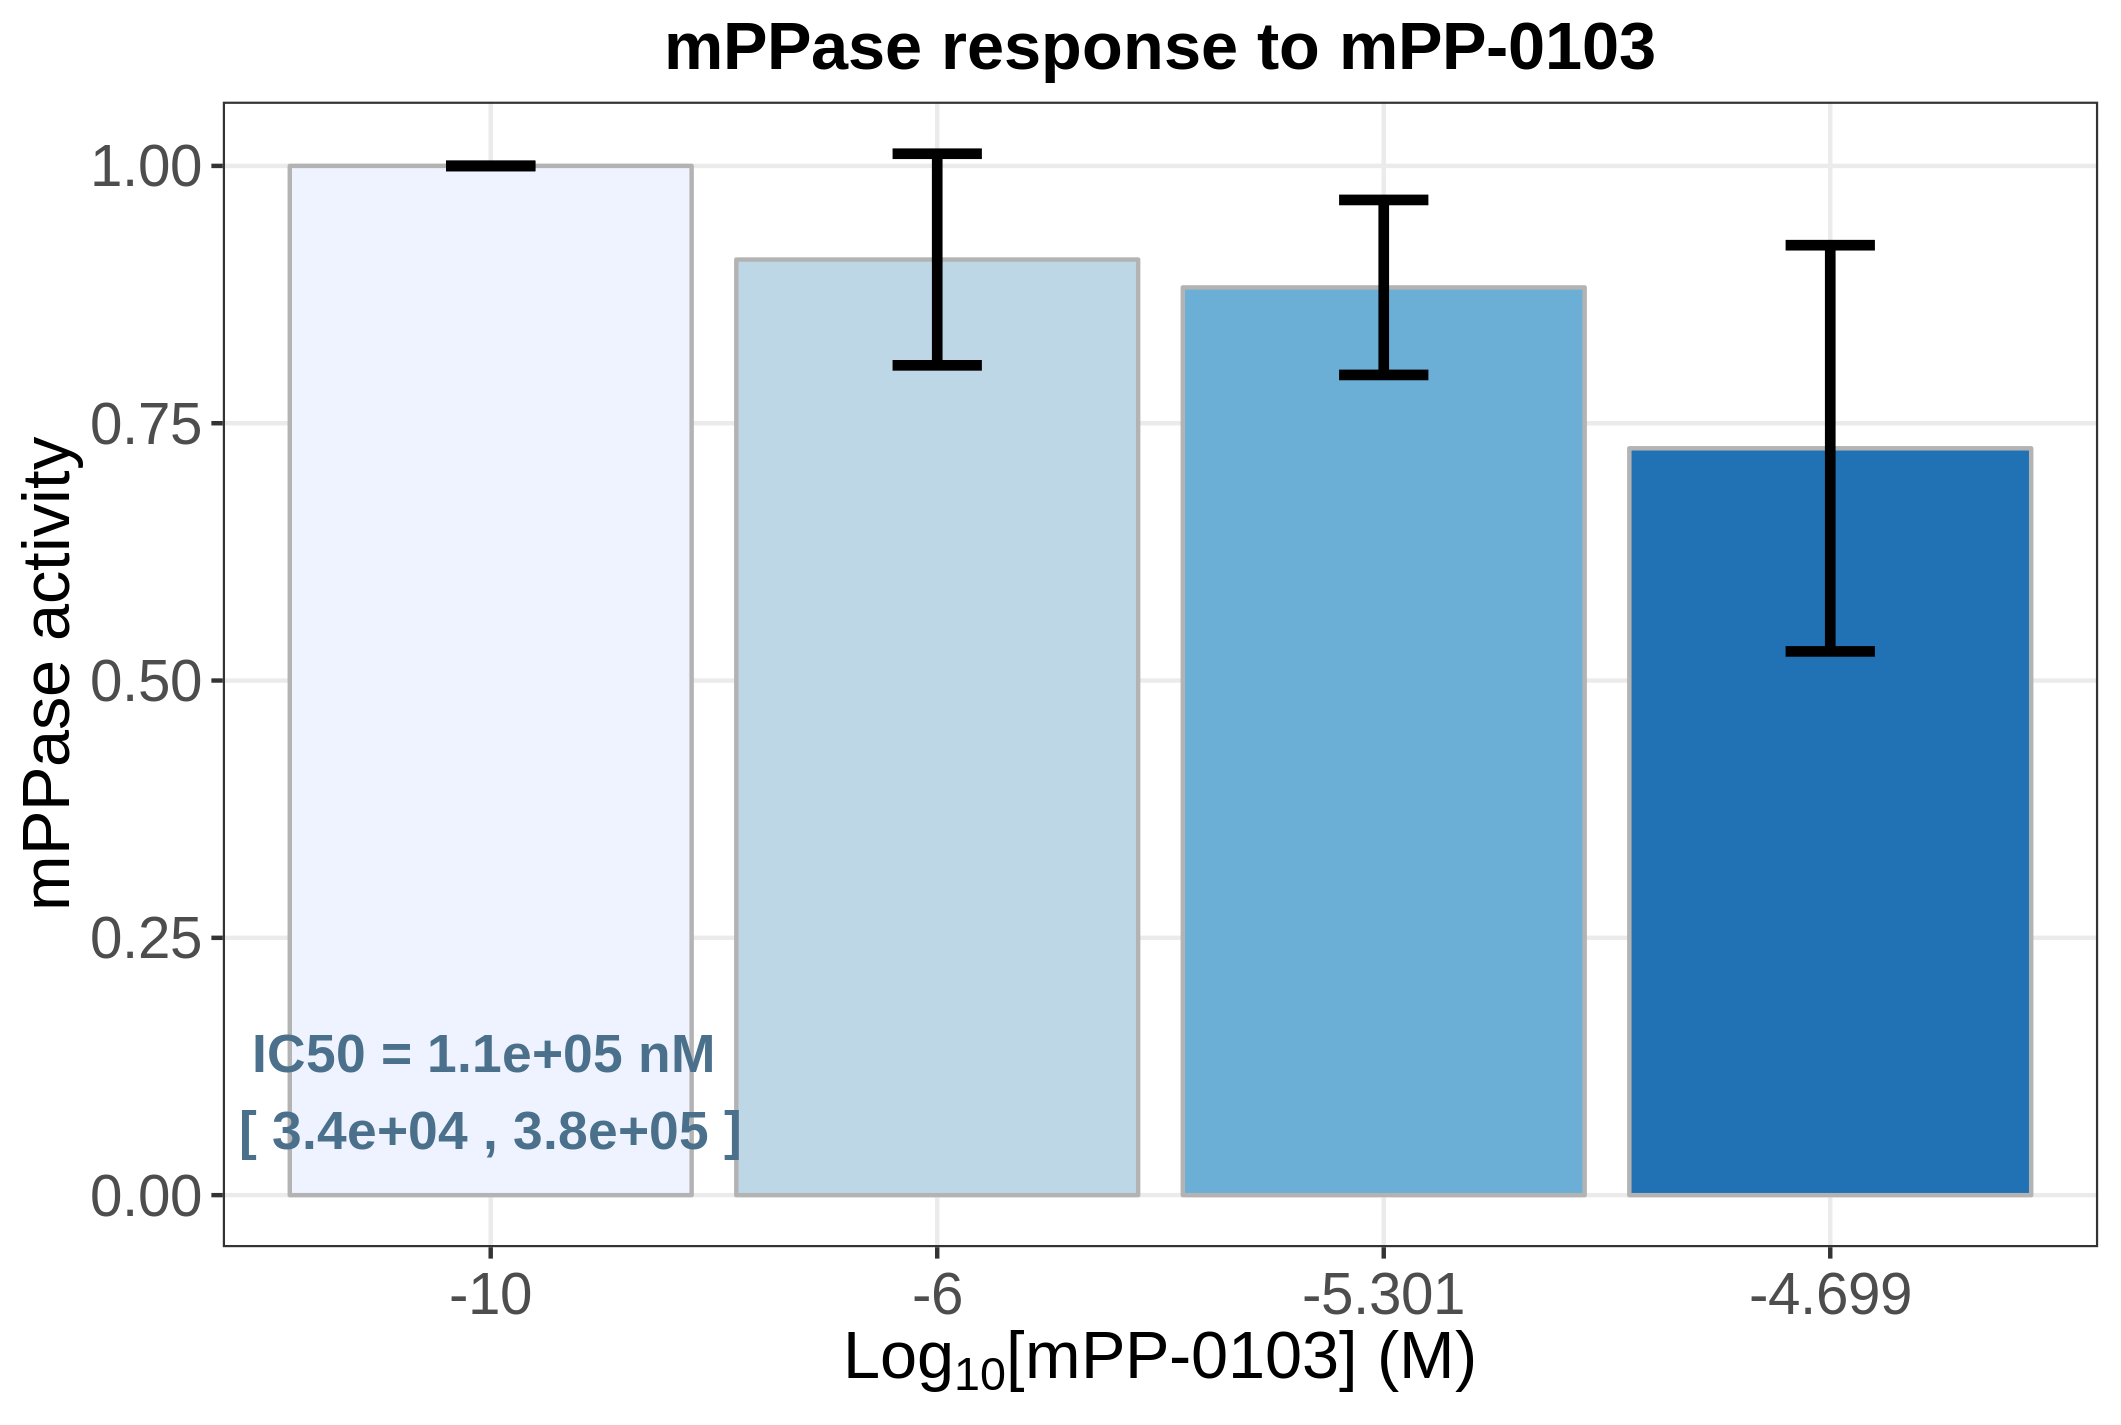 mPPase response to mPP-0103
mPPase activity
1.00
0.75
0.50
0.25
0.00
IC50 = 1.1e+05 nM
[ 3.4e+04 , 3.8e+05 ]
-10
-6
-5.301
-4.699
Log₁₀[mPP-0103] (M)